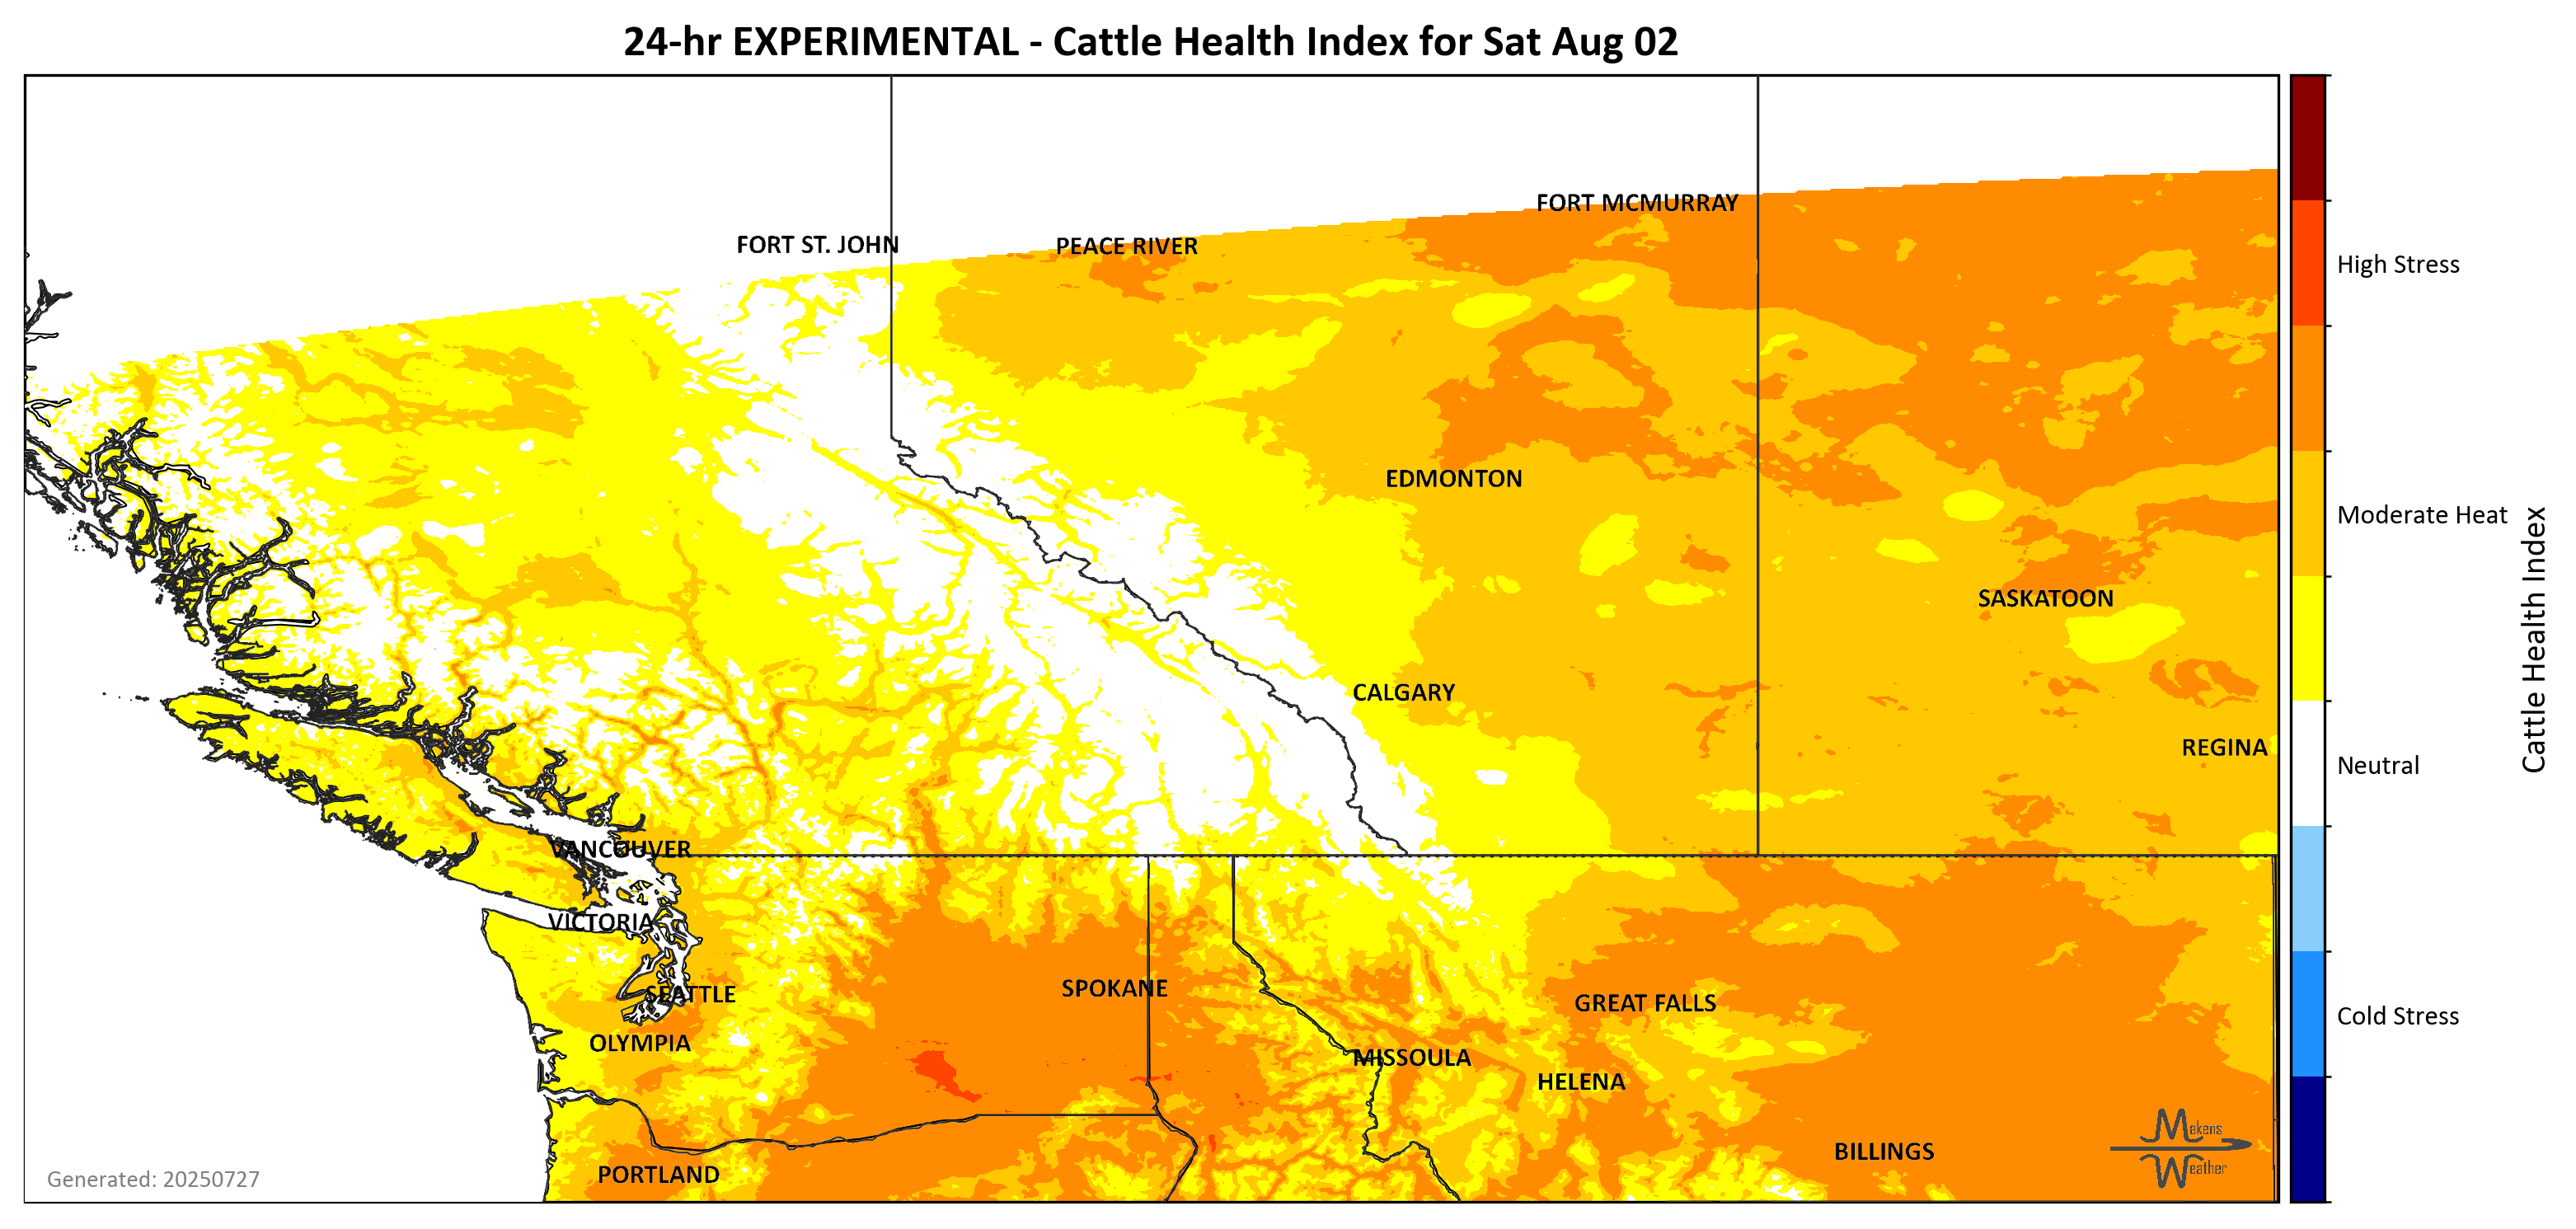 24-hr EXPERIMENTAL - Cattle Health Index for Sat Aug 02
FORT MCMURRAY
FORT ST. JOHN
PEACE RIVER
EDMONTON
SASKATOON
CALGARY
REGINA
VANCOUVER
VICTORIA
SEATTLE
SPOKANE
GREAT FALLS
OLYMPIA
MISSOULA
HELENA
BILLINGS
PORTLAND
Makens
Weather
Generated: 20250727
High Stress
Moderate Heat
Neutral
Cold Stress
Cattle Health Index